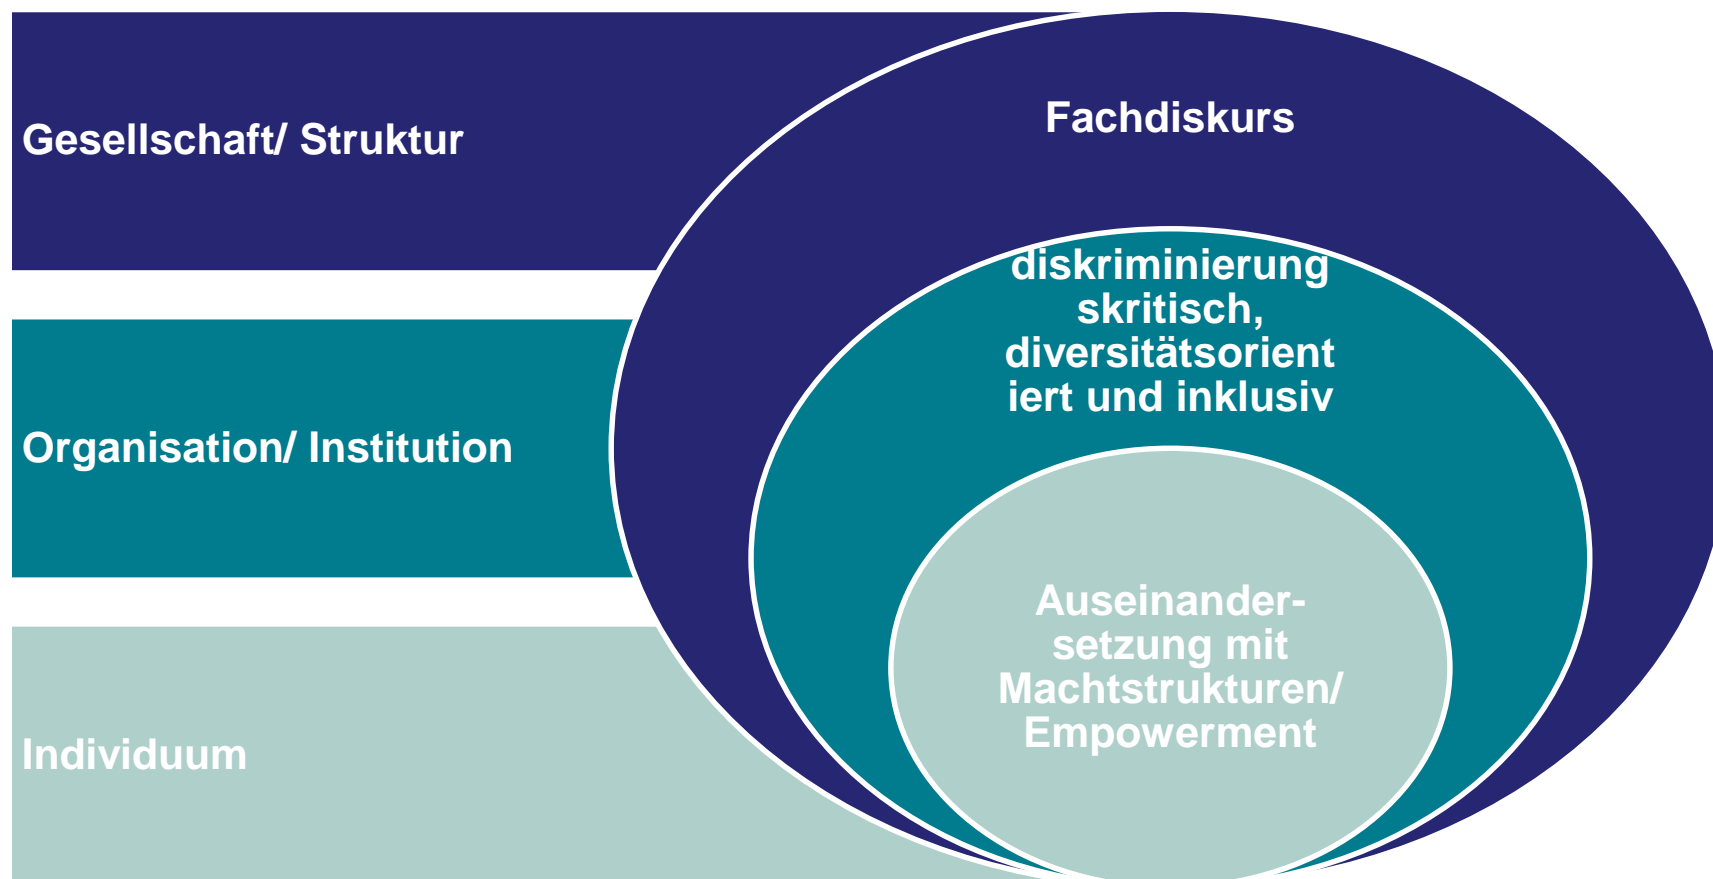 Gesellschaft/ Struktur
Fachdiskurs
Organisation/ Institution
diskriminierung
skritisch,
diversitätsorient
iert und inklusiv
Individuum
Auseinander-
setzung mit
Machtstrukturen/
Empowerment